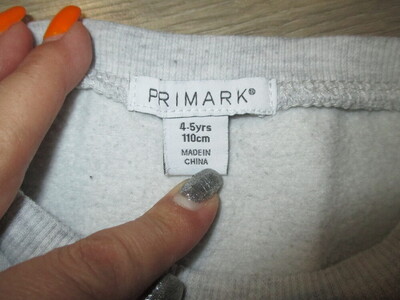 PRIMARK®
4-5yrs
110cm
MADE IN
CHINA